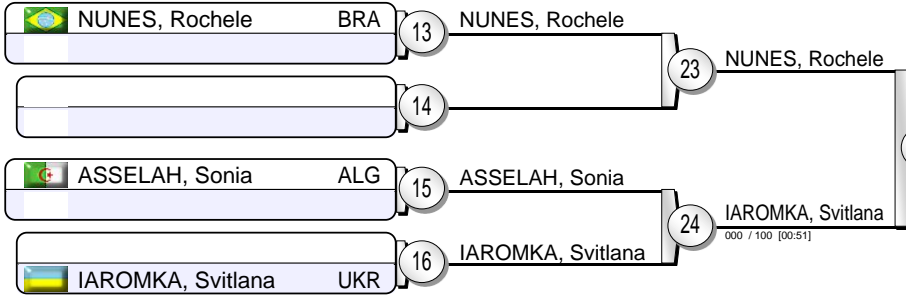 NUNES, Rochele BRA
13
NUNES, Rochele
23
NUNES, Rochele
14
ASSELAH, Sonia ALG
15
ASSELAH, Sonia
24
IAROMKA, Svitlana
000 / 100 [00:51]
16
IAROMKA, Svitlana
IAROMKA, Svitlana UKR